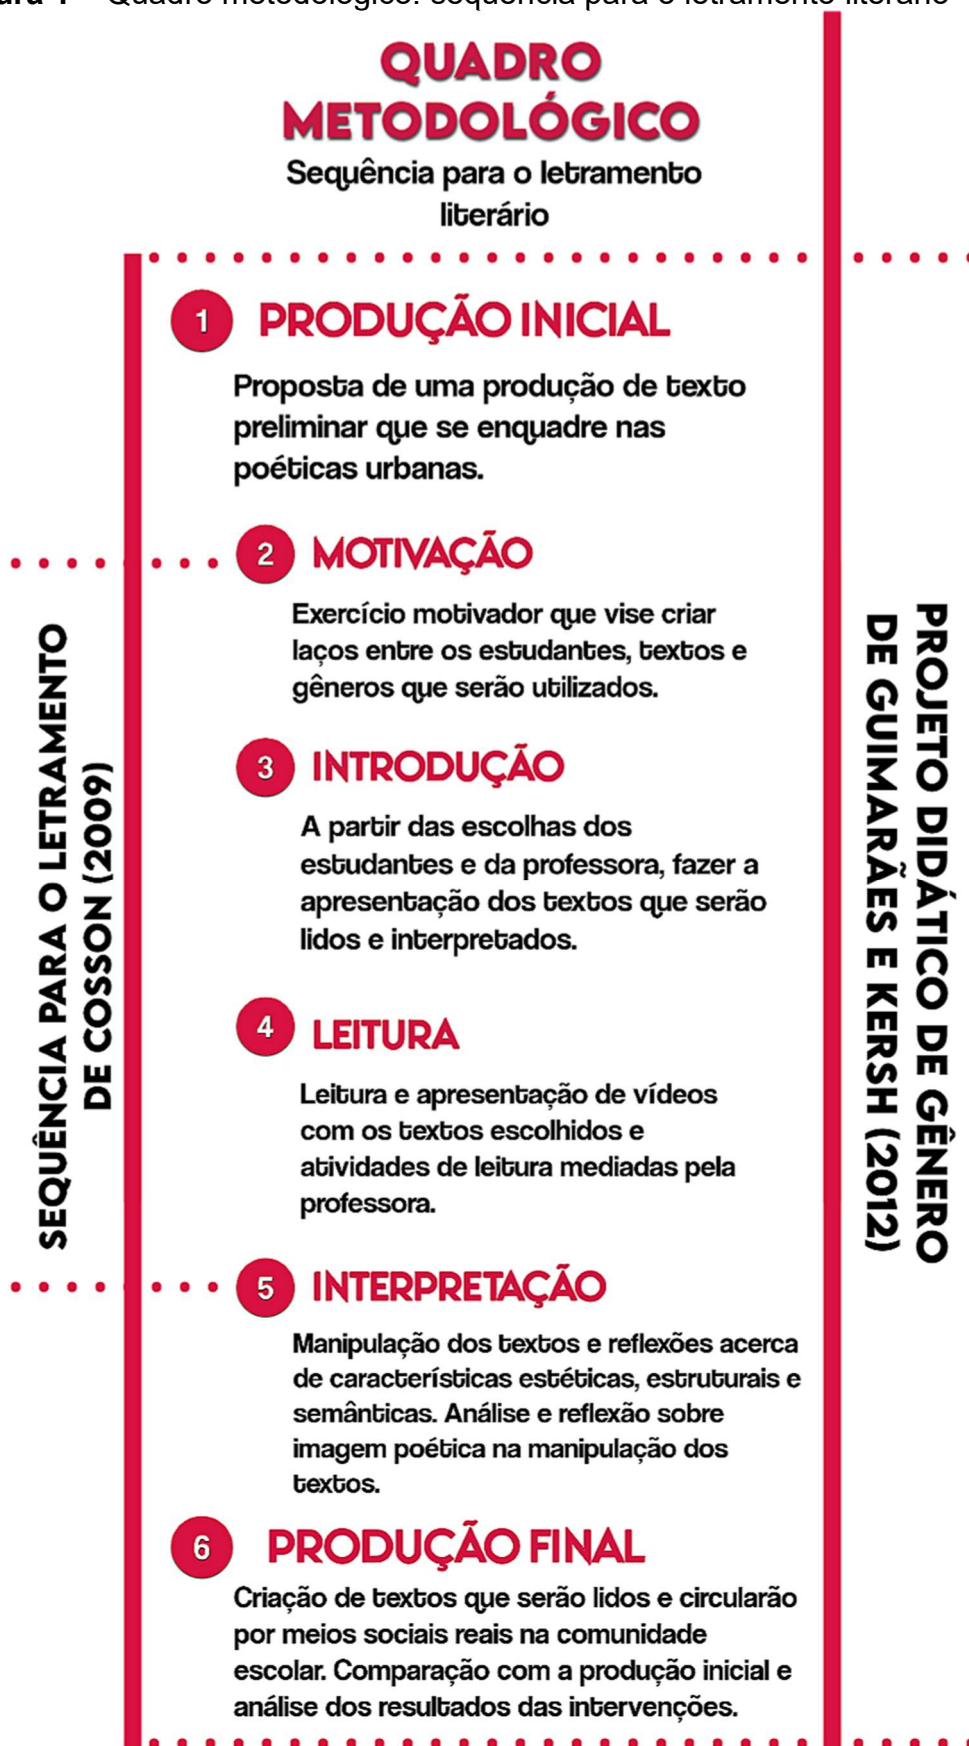 Quadro metodológico: sequência para o letramento literário
QUADRO
METODOLÓGICO
Sequência para o letramento
literário
1 PRODUÇÃO INICIAL
Proposta de uma produção de texto
preliminar que se enquadre nas
poéticas urbanas.
2 MOTIVAÇÃO
Exercício motivador que vise criar
laços entre os estudantes, textos e
gêneros que serão utilizados.
3 INTRODUÇÃO
A partir das escolhas dos
estudantes e da professora, fazer a
apresentação dos textos que serão
lidos e interpretados.
4 LEITURA
Leitura e apresentação de vídeos
com os textos escolhidos e
atividades de leitura mediadas pela
professora.
5 INTERPRETAÇÃO
Manipulação dos textos e reflexões acerca
de características estéticas, estruturais e
semânticas. Análise e reflexão sobre
imagem poética na manipulação dos
textos.
6 PRODUÇÃO FINAL
Criação de textos que serão lidos e circularão
por meios sociais reais na comunidade
escolar. Comparação com a produção inicial e
análise dos resultados das intervenções.
SEQUÊNCIA PARA O LETRAMENTO
DE COSSON (2009)
PROJETO DIDÁTICO DE GÊNERO
DE GUIMARÃES E KERSH (2012)